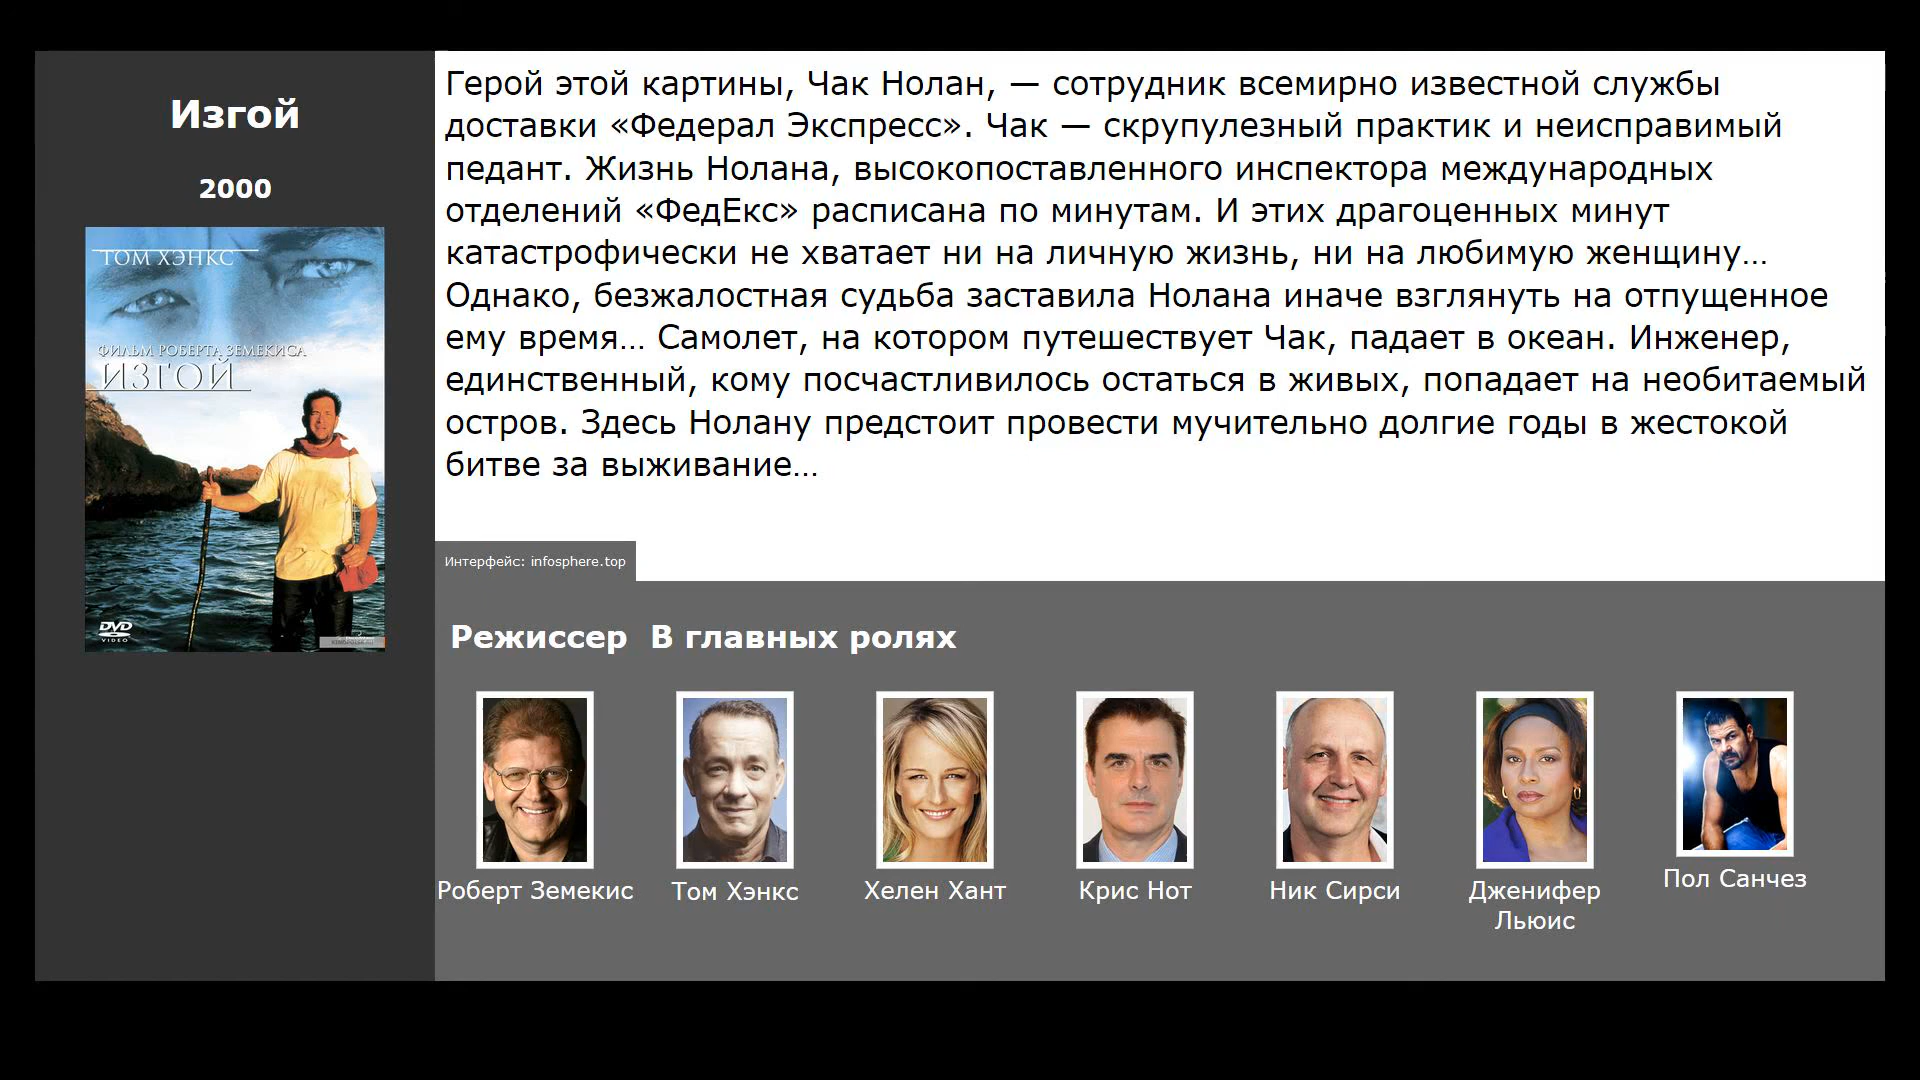 Изгой
2000
ТОМ ХЭНКС
ФИЛЬМ РОБЕРТА ЗЕМЕКИСА
ИЗГОЙ
DVD
VIDEO
Герой этой картины, Чак Нолан, — сотрудник всемирно известной службы
доставки «Федерал Экспресс». Чак — скрупулезный практик и неисправимый
педант. Жизнь Нолана, высокопоставленного инспектора международных
отделений «ФедЕкс» расписана по минутам. И этих драгоценных минут
катастрофически не хватает ни на личную жизнь, ни на любимую женщину…
Однако, безжалостная судьба заставила Нолана иначе взглянуть на отпущенное
ему время… Самолет, на котором путешествует Чак, падает в океан. Инженер,
единственный, кому посчастливилось остаться в живых, попадает на необитаемый
остров. Здесь Нолану предстоит провести мучительно долгие годы в жестокой
битве за выживание…
Интерфейс: infosphere.top
Режиссер В главных ролях
Роберт Земекис
Том Хэнкс
Хелен Хант
Крис Нот
Ник Сирси
Дженифер
Льюис
Пол Санчез